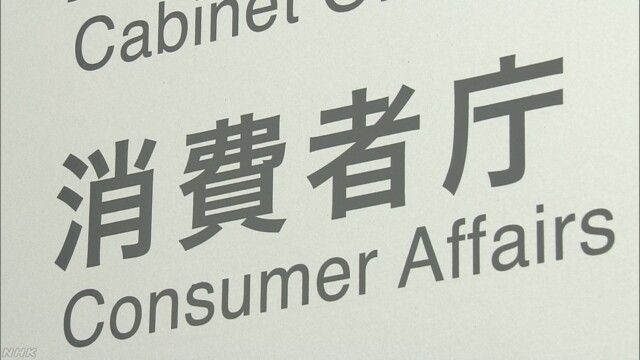 Cabinet
消費者庁
Consumer Affairs
NHK